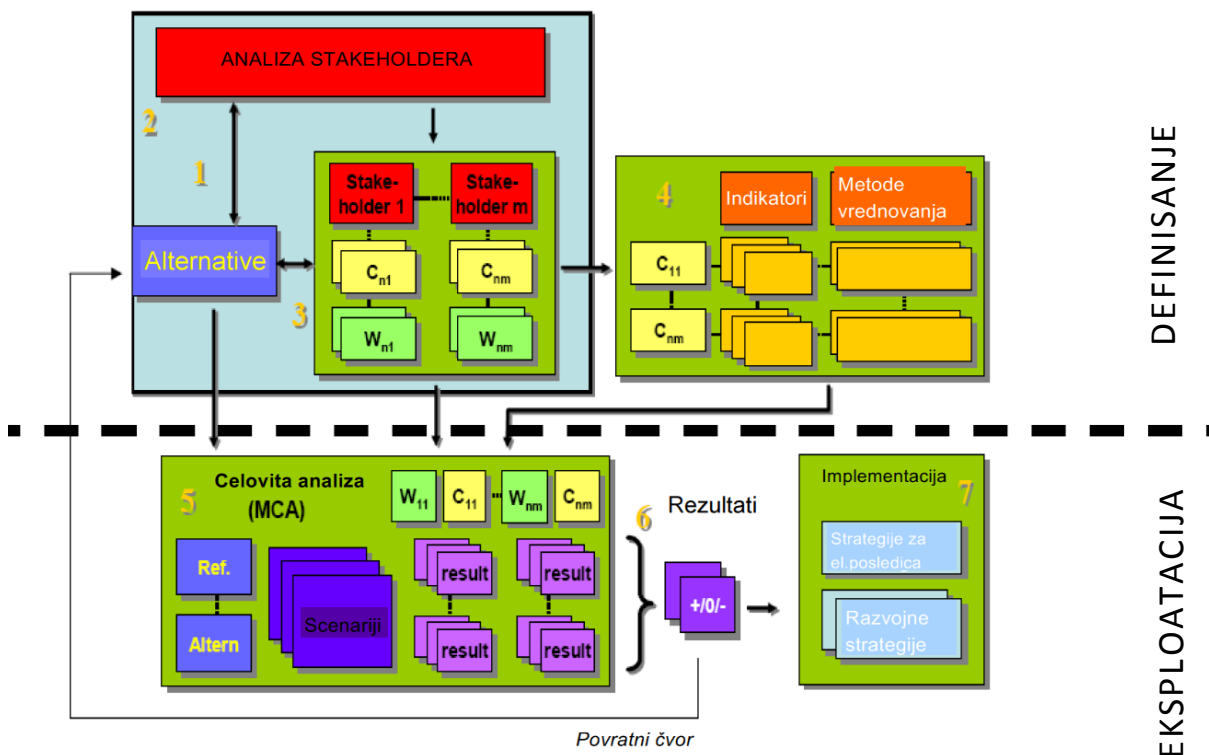 ANALIZA STAKEHOLDERA
2
1
Stake-
holder 1
Stake-
holder m
Alternative
3
Cn1
Cnm
Wn1
Wnm
4
Indikatori
Metode
vrednovanja
C11
Cnm
DEFINISANJE
5
Celovita analiza
(MCA)
W11
C11
Wnm
Cnm
Ref.
Altern
Scenariji
result
result
result
result
6
Rezultati
+/0/-
Implementacija
7
Strategije za
el.posledica
Razvojne
strategije
EKSPLOATACIJA
Povratni čvor